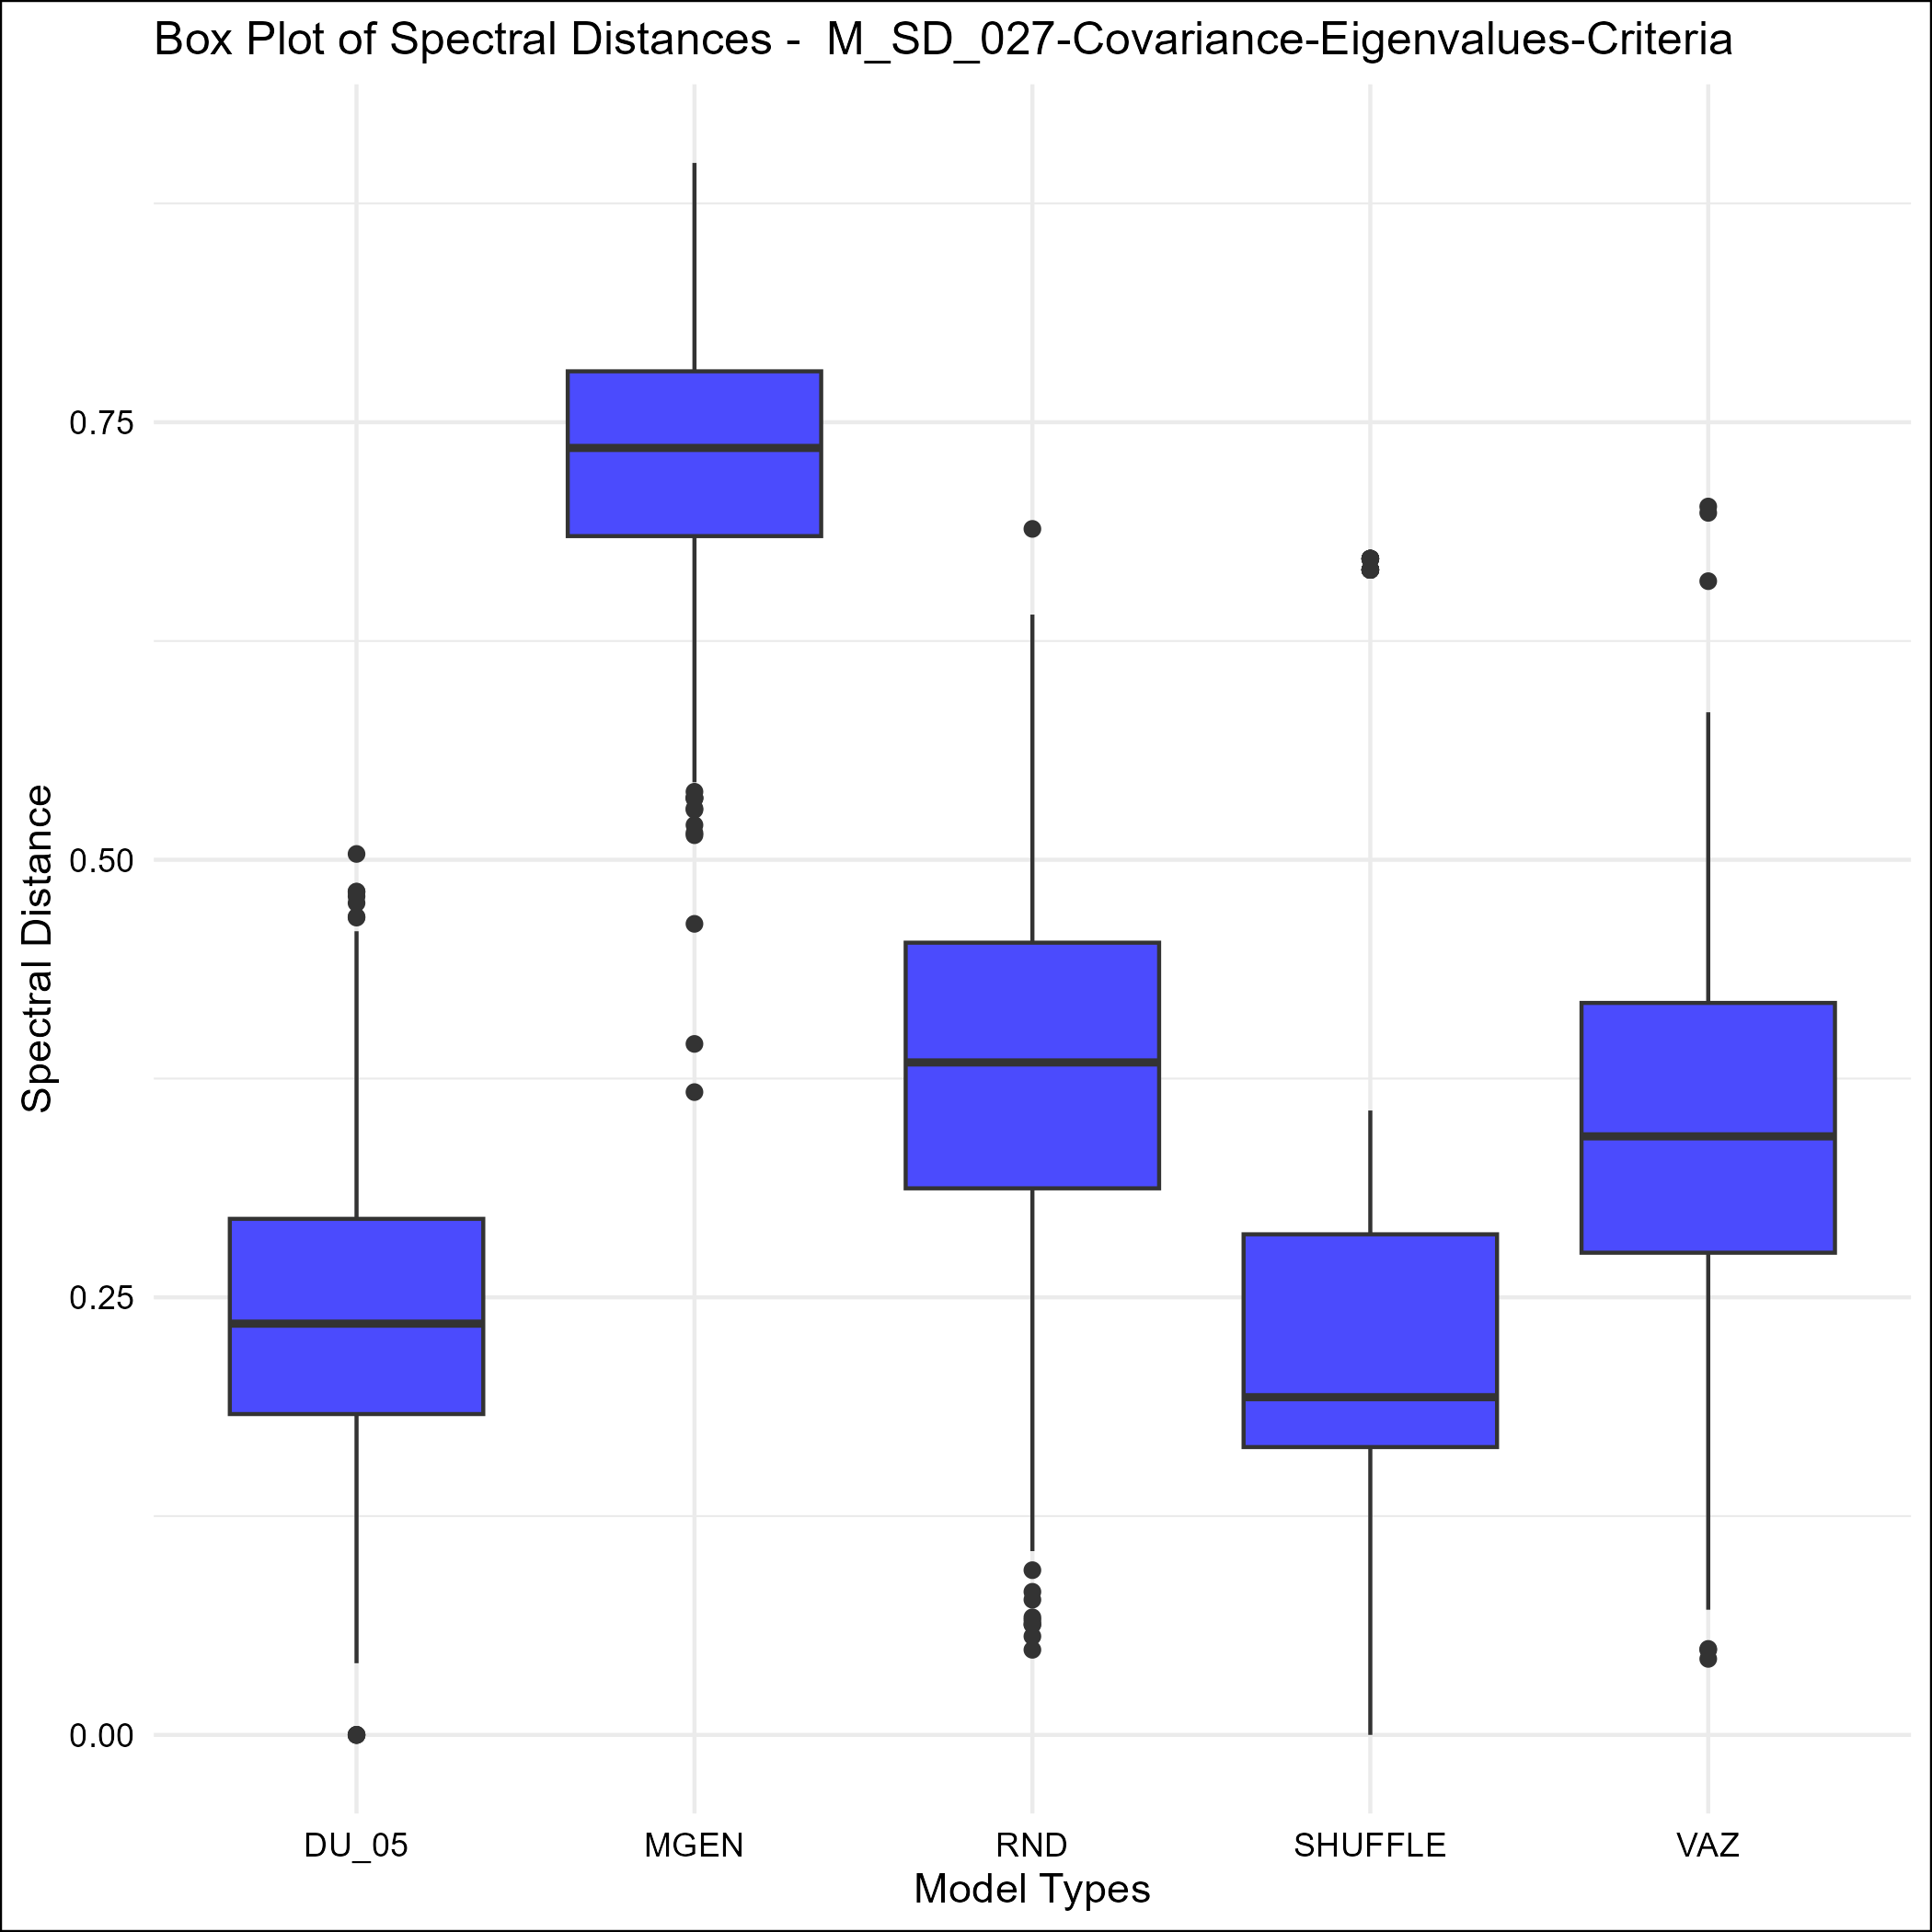 Box Plot of Spectral Distances -  M_SD_027-Covariance-Eigenvalues-Criteria
Spectral Distance
0.75
0.50
0.25
0.00
DU_05 MGEN RND SHUFFLE VAZ
Model Types